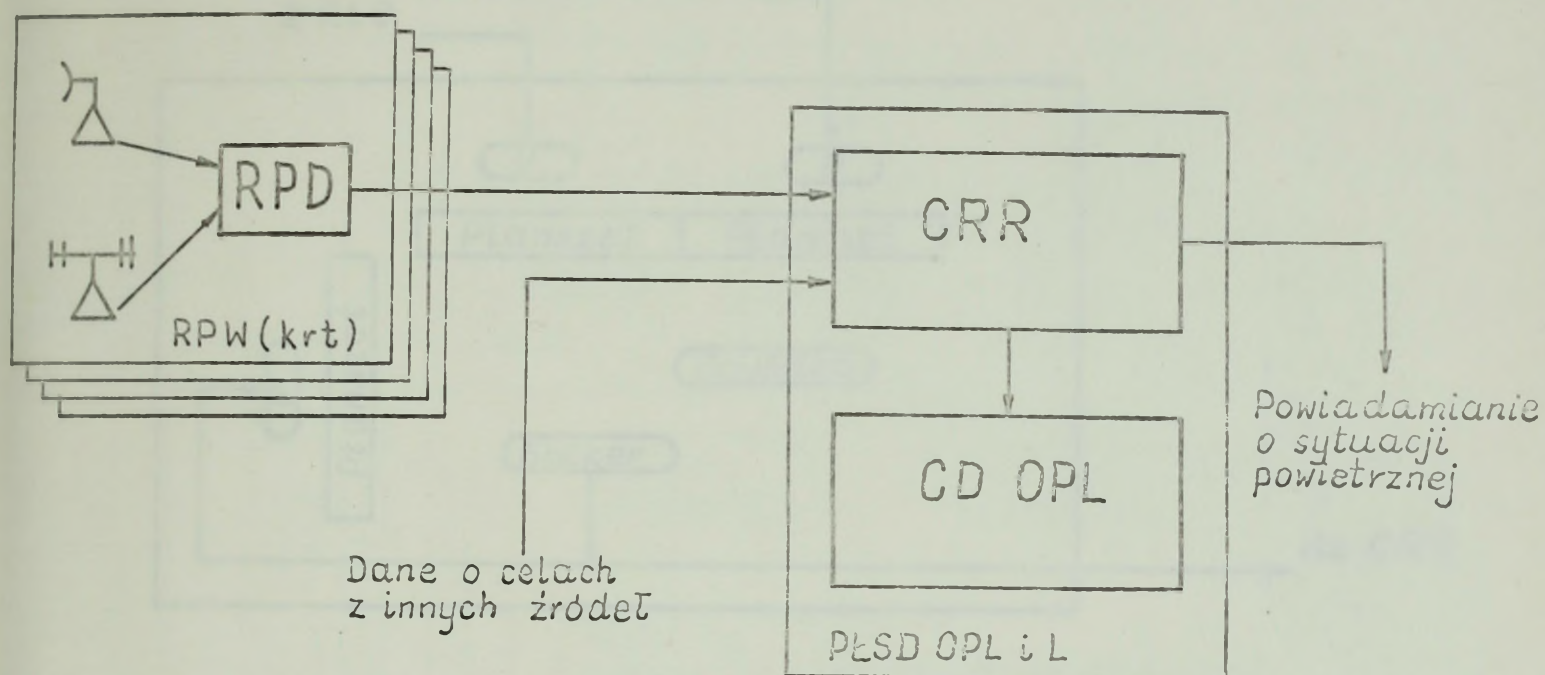 RPD
RPW(krt)
CRR
CD OPL
PŁSD OPL i L
Dane o celach
z innych źródeł
Powiadamianie
o sytuacji
powietrznej